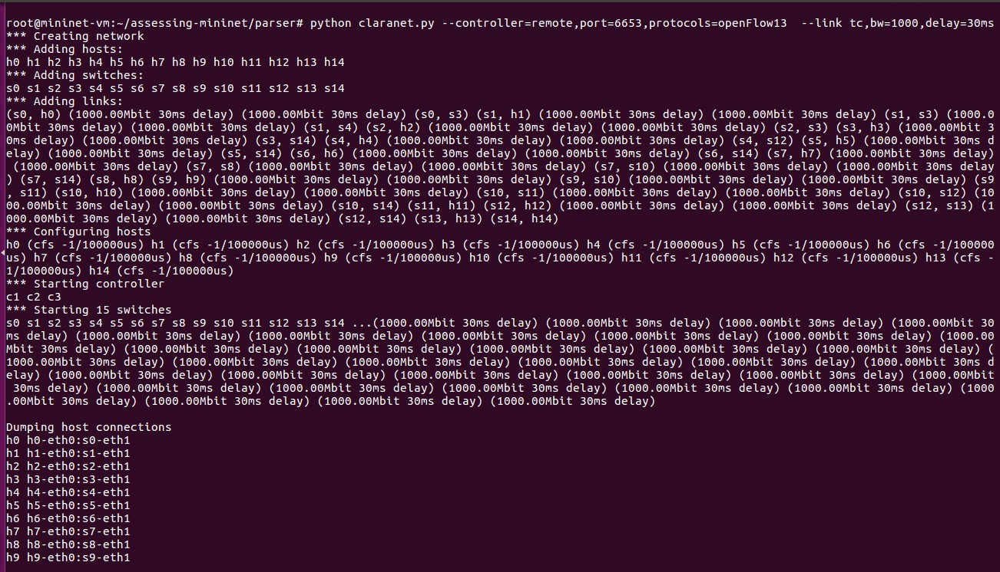 root@mininet-vm:~/assessing-mininet/parser# python claranet.py --controller=remote,port=6653,protocols=openFlow13  --link tc,bw=1000,delay=30ms
*** Creating network
*** Adding hosts:
h0 h1 h2 h3 h4 h5 h6 h7 h8 h9 h10 h11 h12 h13 h14
*** Adding switches:
s0 s1 s2 s3 s4 s5 s6 s7 s8 s9 s10 s11 s12 s13 s14
*** Adding links:
(s0, h0) (1000.00Mbit 30ms delay) (1000.00Mbit 30ms delay) (s0, s3) (s1, h1) (1000.00Mbit 30ms delay) (1000.00Mbit 30ms delay) (s1, s3) (1000.0
0Mbit 30ms delay) (1000.00Mbit 30ms delay) (s1, s4) (s2, h2) (1000.00Mbit 30ms delay) (1000.00Mbit 30ms delay) (s2, s3) (s3, h3) (1000.00Mbit 3
0ms delay) (1000.00Mbit 30ms delay) (s3, s14) (s4, h4) (1000.00Mbit 30ms delay) (1000.00Mbit 30ms delay) (s4, s12) (s5, h5) (1000.00Mbit 30ms d
elay) (1000.00Mbit 30ms delay) (s5, s14) (s6, h6) (1000.00Mbit 30ms delay) (1000.00Mbit 30ms delay) (s6, s14) (s7, h7) (1000.00Mbit 30ms delay)
 (1000.00Mbit 30ms delay) (s7, s8) (1000.00Mbit 30ms delay) (1000.00Mbit 30ms delay) (s7, s10) (1000.00Mbit 30ms delay) (1000.00Mbit 30ms delay
) (s7, s14) (s8, h8) (s9, h9) (1000.00Mbit 30ms delay) (1000.00Mbit 30ms delay) (s9, s10) (1000.00Mbit 30ms delay) (1000.00Mbit 30ms delay) (s9
, s11) (s10, h10) (1000.00Mbit 30ms delay) (1000.00Mbit 30ms delay) (s10, s11) (1000.00Mbit 30ms delay) (1000.00Mbit 30ms delay) (s10, s12) (10
00.00Mbit 30ms delay) (1000.00Mbit 30ms delay) (s10, s14) (s11, h11) (s12, h12) (1000.00Mbit 30ms delay) (1000.00Mbit 30ms delay) (s12, s13) (1
000.00Mbit 30ms delay) (1000.00Mbit 30ms delay) (s12, s14) (s13, h13) (s14, h14)
*** Configuring hosts
h0 (cfs -1/100000us) h1 (cfs -1/100000us) h2 (cfs -1/100000us) h3 (cfs -1/100000us) h4 (cfs -1/100000us) h5 (cfs -1/100000us) h6 (cfs -1/100000
us) h7 (cfs -1/100000us) h8 (cfs -1/100000us) h9 (cfs -1/100000us) h10 (cfs -1/100000us) h11 (cfs -1/100000us) h12 (cfs -1/100000us) h13 (cfs -
1/100000us) h14 (cfs -1/100000us)
*** Starting controller
c1 c2 c3
*** Starting 15 switches
s0 s1 s2 s3 s4 s5 s6 s7 s8 s9 s10 s11 s12 s13 s14 ...(1000.00Mbit 30ms delay) (1000.00Mbit 30ms delay) (1000.00Mbit 30ms delay) (1000.00Mbit 30
ms delay) (1000.00Mbit 30ms delay) (1000.00Mbit 30ms delay) (1000.00Mbit 30ms delay) (1000.00Mbit 30ms delay) (1000.00Mbit 30ms delay) (1000.00
Mbit 30ms delay) (1000.00Mbit 30ms delay) (1000.00Mbit 30ms delay) (1000.00Mbit 30ms delay) (1000.00Mbit 30ms delay) (1000.00Mbit 30ms delay) (
1000.00Mbit 30ms delay) (1000.00Mbit 30ms delay) (1000.00Mbit 30ms delay) (1000.00Mbit 30ms delay) (1000.00Mbit 30ms delay) (1000.00Mbit 30ms d
elay) (1000.00Mbit 30ms delay) (1000.00Mbit 30ms delay) (1000.00Mbit 30ms delay) (1000.00Mbit 30ms delay) (1000.00Mbit 30ms delay) (1000.00Mbit
 30ms delay) (1000.00Mbit 30ms delay) (1000.00Mbit 30ms delay) (1000.00Mbit 30ms delay) (1000.00Mbit 30ms delay) (1000.00Mbit 30ms delay) (1000
.00Mbit 30ms delay) (1000.00Mbit 30ms delay) (1000.00Mbit 30ms delay) (1000.00Mbit 30ms delay)
Dumping host connections
h0 h0-eth0:s0-eth1
h1 h1-eth0:s1-eth1
h2 h2-eth0:s2-eth1
h3 h3-eth0:s3-eth1
h4 h4-eth0:s4-eth1
h5 h5-eth0:s5-eth1
h6 h6-eth0:s6-eth1
h7 h7-eth0:s7-eth1
h8 h8-eth0:s8-eth1
h9 h9-eth0:s9-eth1